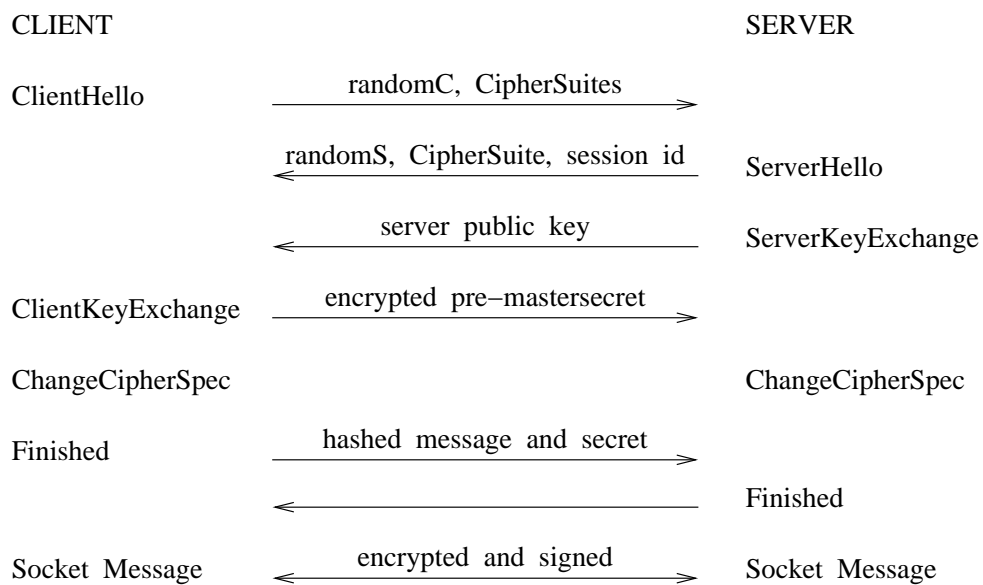 CLIENT
SERVER
ClientHello
randomC, CipherSuites
randomS, CipherSuite, session id
ServerHello
server public key
ServerKeyExchange
ClientKeyExchange
encrypted pre−mastersecret
ChangeCipherSpec
ChangeCipherSpec
Finished
hashed message and secret
Finished
Socket Message
encrypted and signed
Socket Message